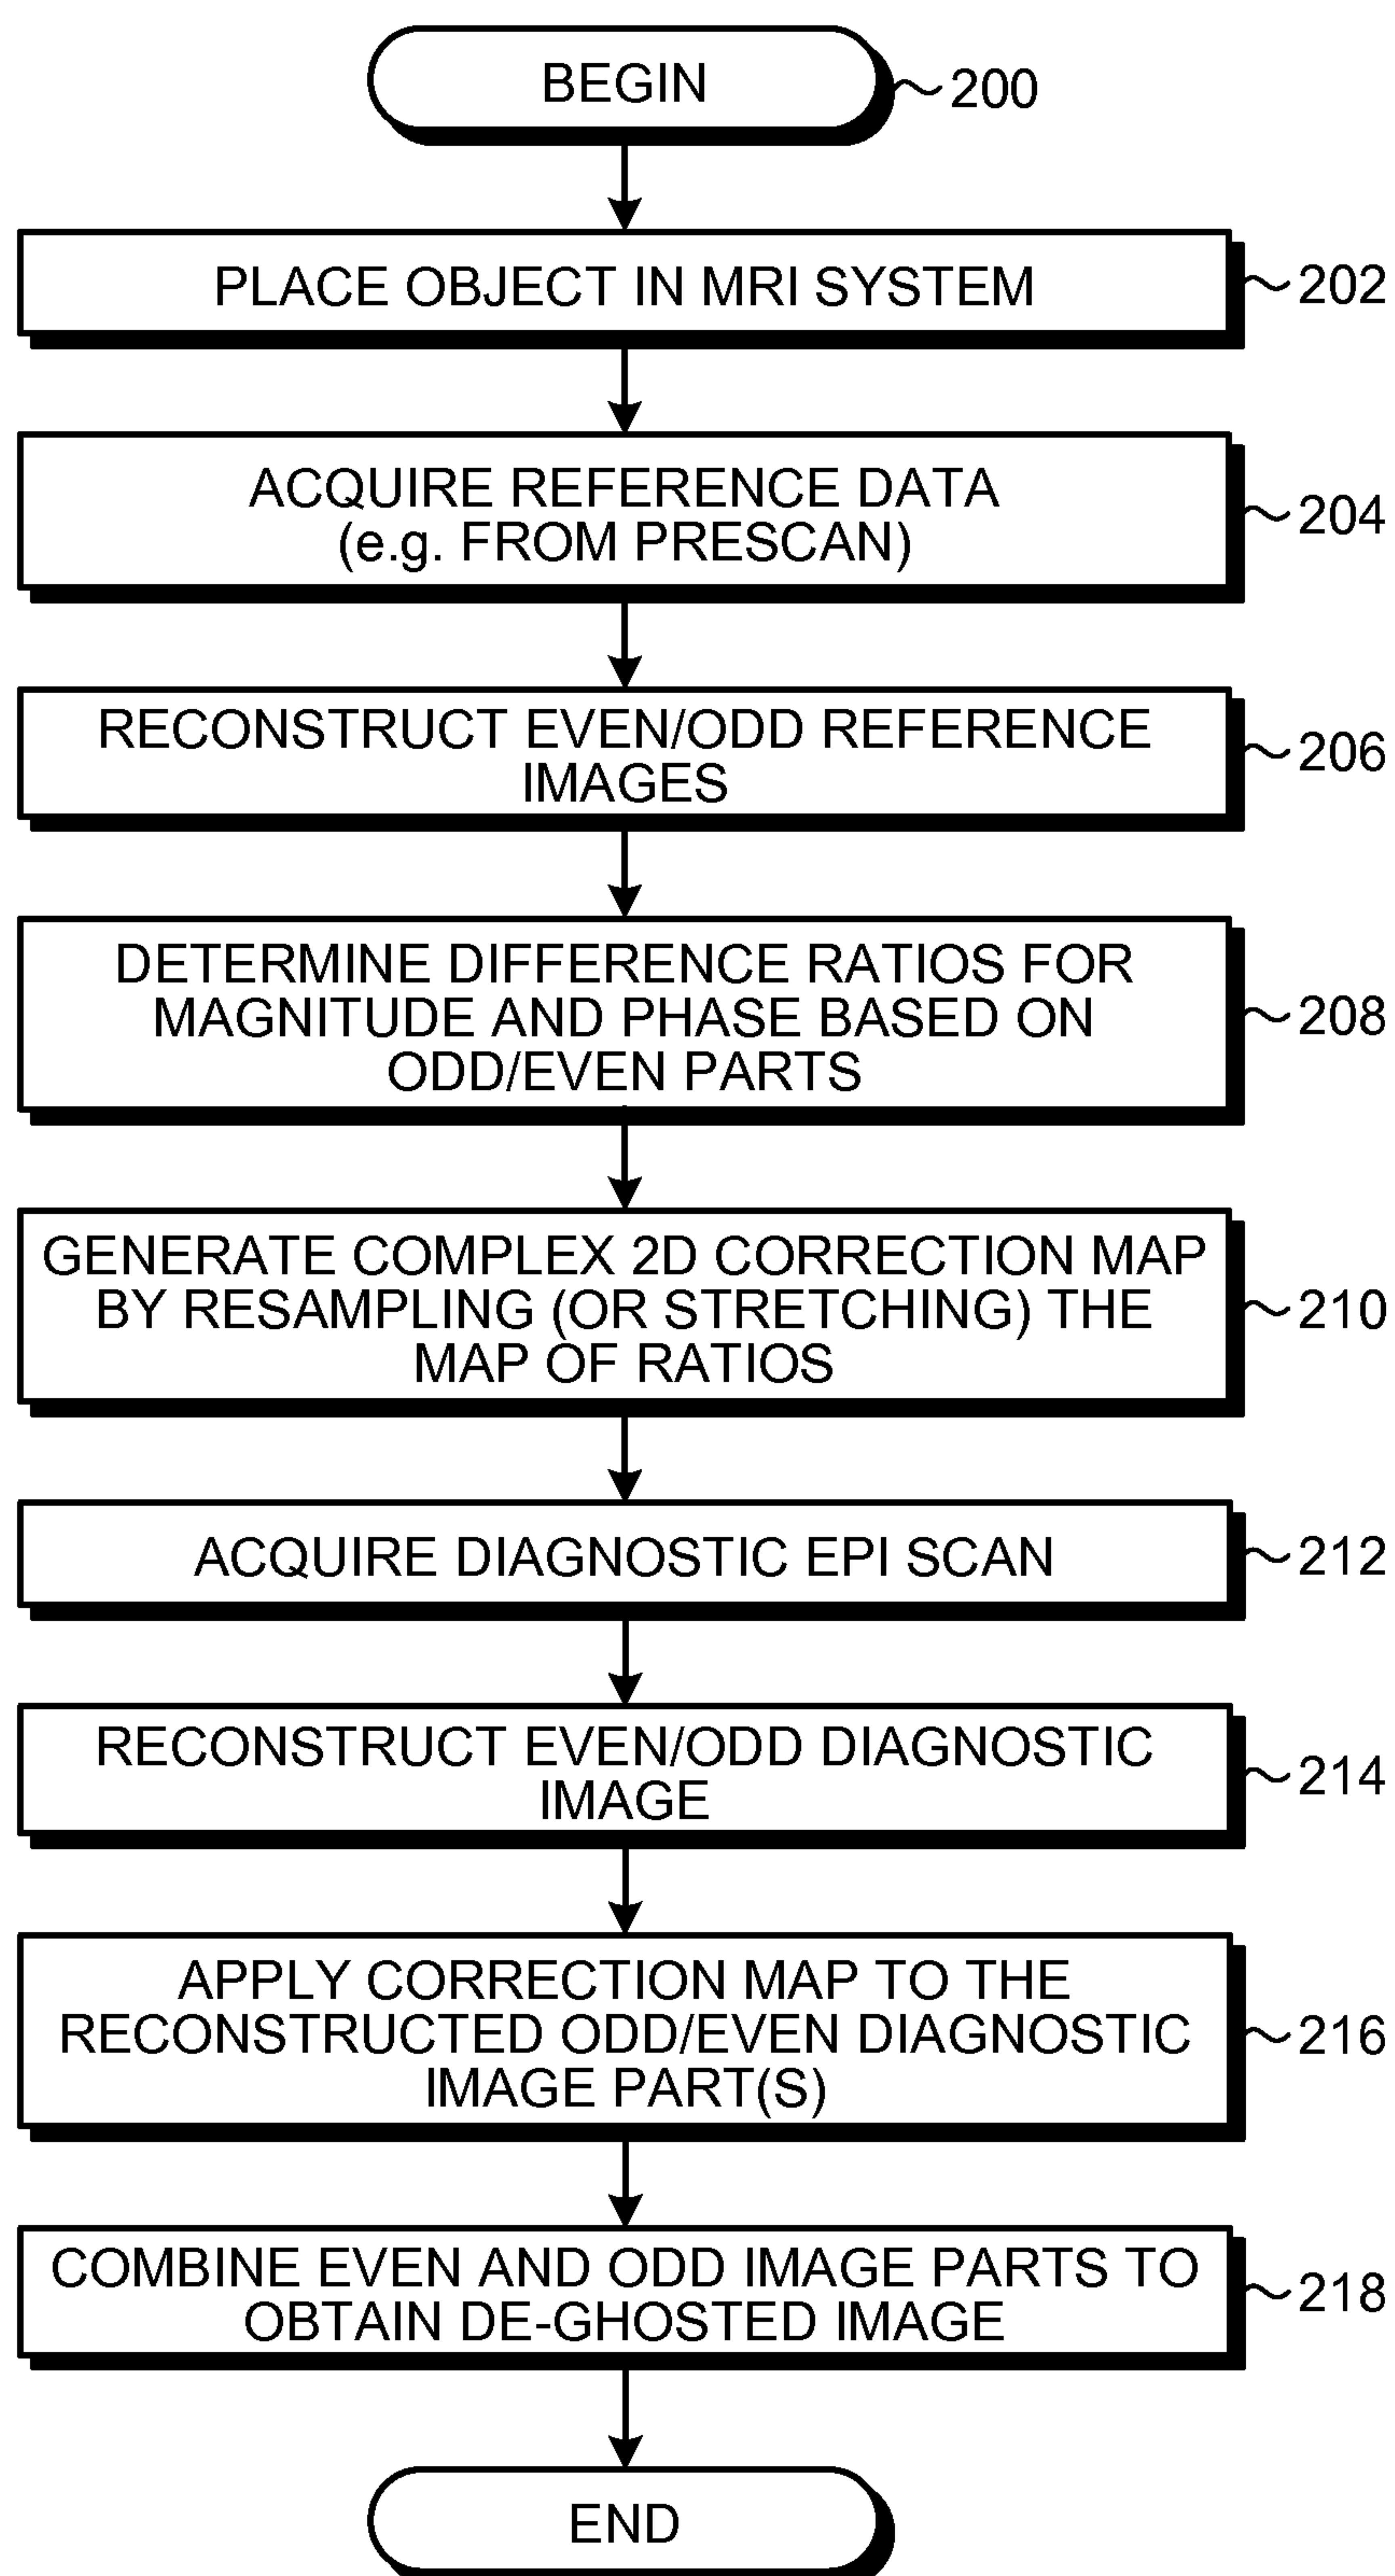 BEGIN
200
PLACE OBJECT IN MRI SYSTEM
202
ACQUIRE REFERENCE DATA
(e.g. FROM PRESCAN)
204
RECONSTRUCT EVEN/ODD REFERENCE
IMAGES
206
DETERMINE DIFFERENCE RATIOS FOR
MAGNITUDE AND PHASE BASED ON
ODD/EVEN PARTS
208
GENERATE COMPLEX 2D CORRECTION MAP
BY RESAMPLING (OR STRETCHING) THE
MAP OF RATIOS
210
ACQUIRE DIAGNOSTIC EPI SCAN
212
RECONSTRUCT EVEN/ODD DIAGNOSTIC
IMAGE
214
APPLY CORRECTION MAP TO THE
RECONSTRUCTED ODD/EVEN DIAGNOSTIC
IMAGE PART(S)
216
COMBINE EVEN AND ODD IMAGE PARTS TO
OBTAIN DE-GHOSTED IMAGE
218
END